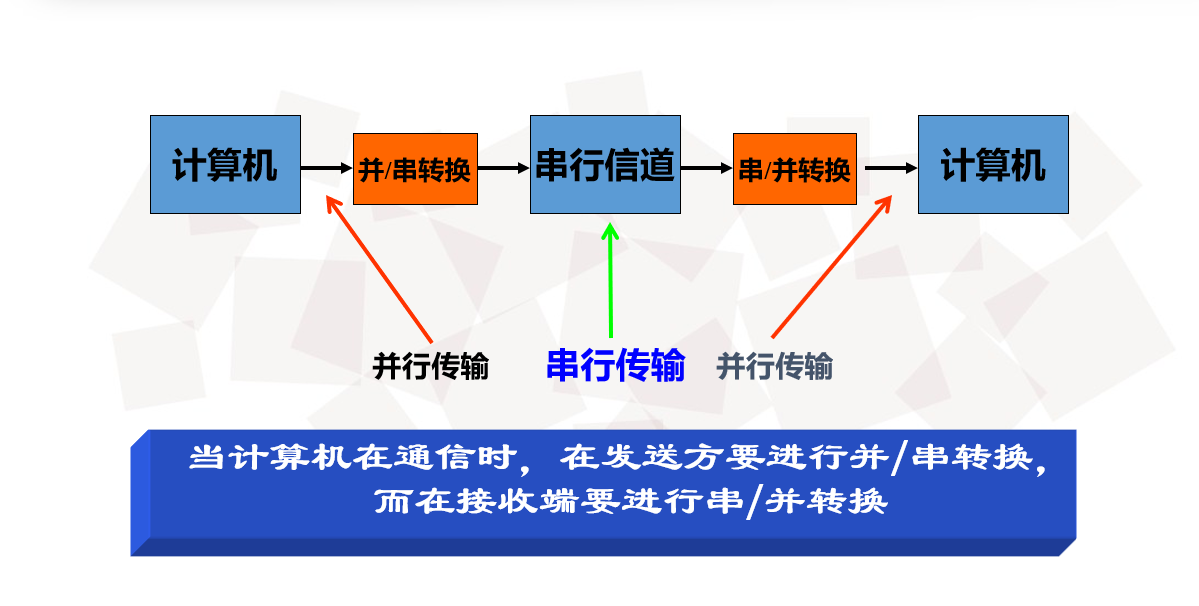 计算机
并/串转换
串行信道
串/并转换
计算机
并行传输
串行传输
并行传输
当计算机在通信时，在发送方要进行并/串转换，
而在接收端要进行串/并转换